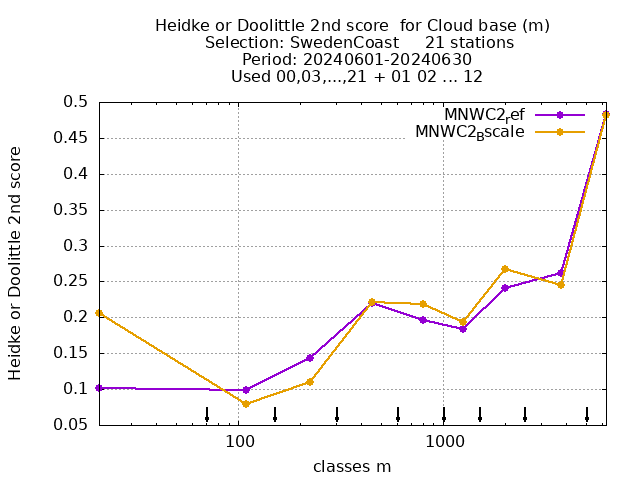 Heidke or Doolittle 2nd score  for Cloud base (m)
Selection: SwedenCoast     21 stations
Period: 20240601-20240630
Used 00,03,...,21 + 01 02 ... 12
MNWC2ref
MNWC2Bscale
0.5
0.45
0.4
0.35
0.3
0.25
0.2
0.15
0.1
0.05
Heidke or Doolittle 2nd score
100
1000
classes m